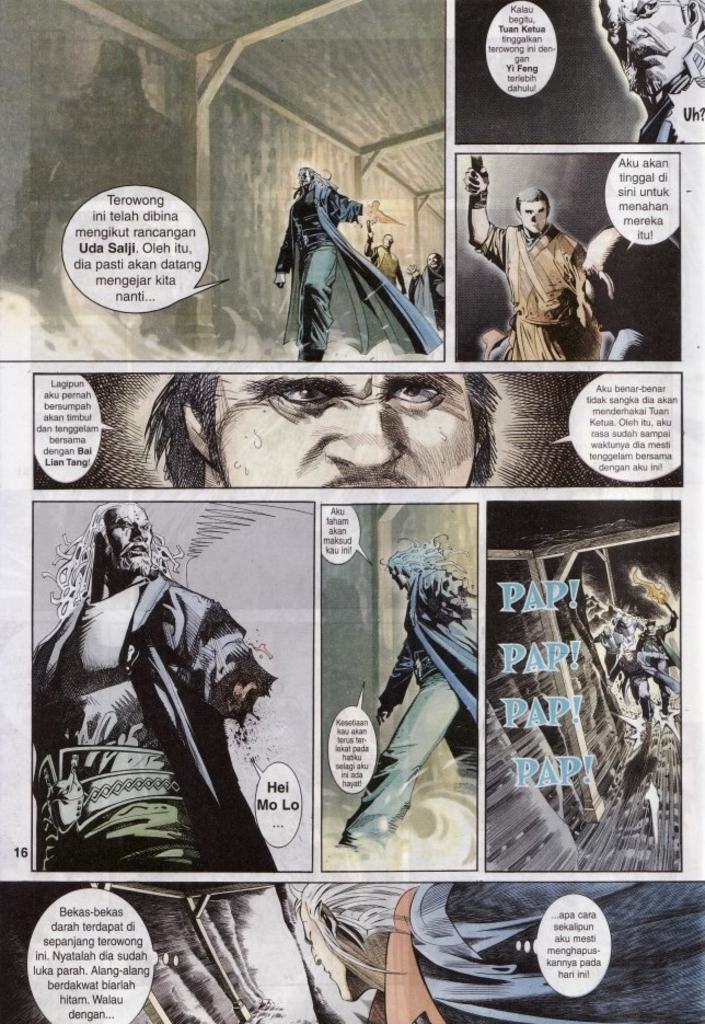 Terowong
ini telah dibina
mengikut rancangan
Uda Salji. Oleh itu,
dia pasti akan datang
mengejar kita
nanti...
Kalau
begitu,
Tuan Ketua
tinggalkan
terowong ini den-
gan
Yi Feng
terlebih
dahulu!
Uh?
Aku akan
tinggal di
sini untuk
menahan
mereka
itu!
Lagipun
aku pernah
bersumpah
akan timbul
dan tenggelam
bersama
dengan Bai
Lian Tang!
Aku benar-benar
tidak sangka dia akan
menderhakai Tuan
Ketua. Oleh itu, aku
rasa sudah sampai
waktunya dia mesti
tenggelam bersama
dengan aku ini!
Hei
Mo Lo
...
Aku
faham
akan
maksud
kau ini!
Kesetiaan
kau akan
terus ter-
lekat pada
hatiku
selagi aku
ini ada
hayat!
PAP!
PAP!
PAP!
PAP!
16
Bekas-bekas
darah terdapat di
sepanjang terowong
ini. Nyatalah dia sudah
luka parah. Alang-alang
berdakwat biarlah
hitam. Walau
dengan...
...apa cara
sekalipun
aku mesti
menghapus-
kannya pada
hari ini!